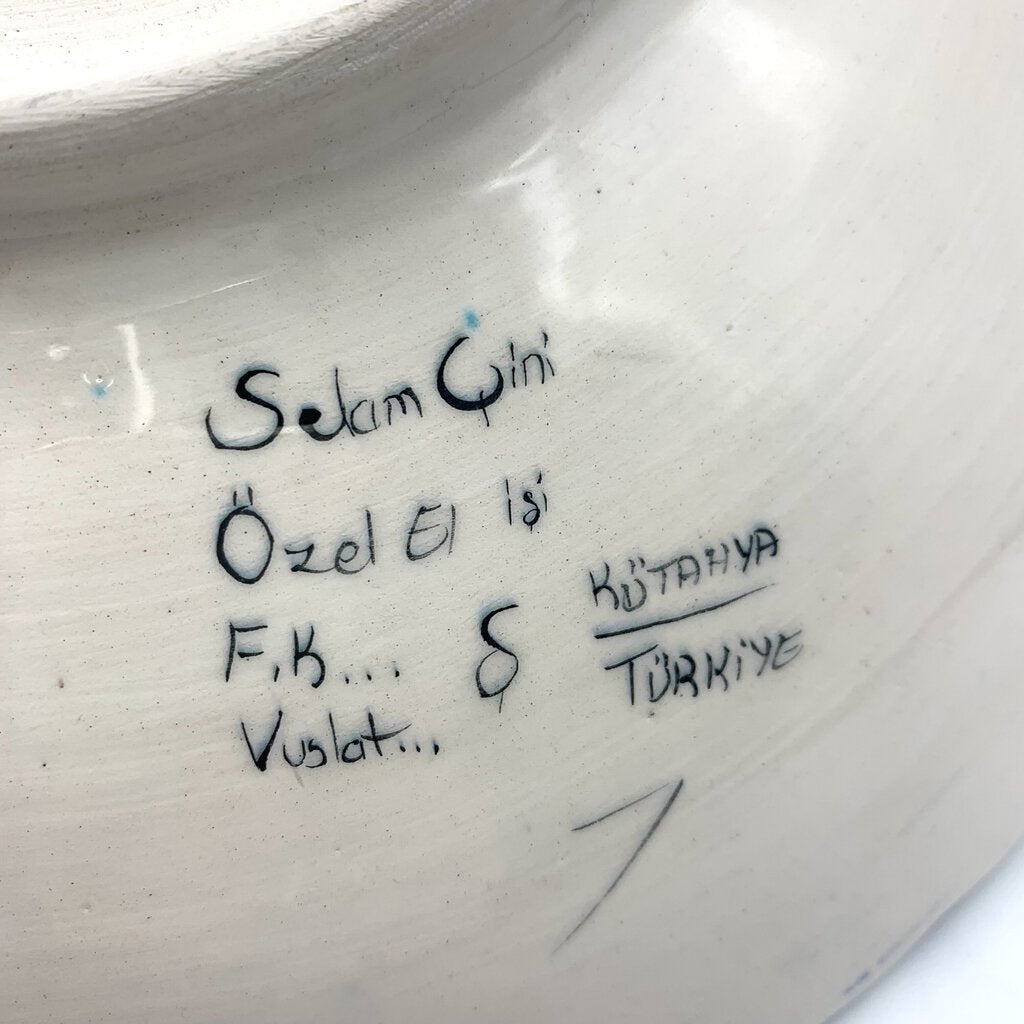 Selam Çini
Özel El işi
F.K... Ş
Vuslat...
KÜTAHYA
TÜRKİYE